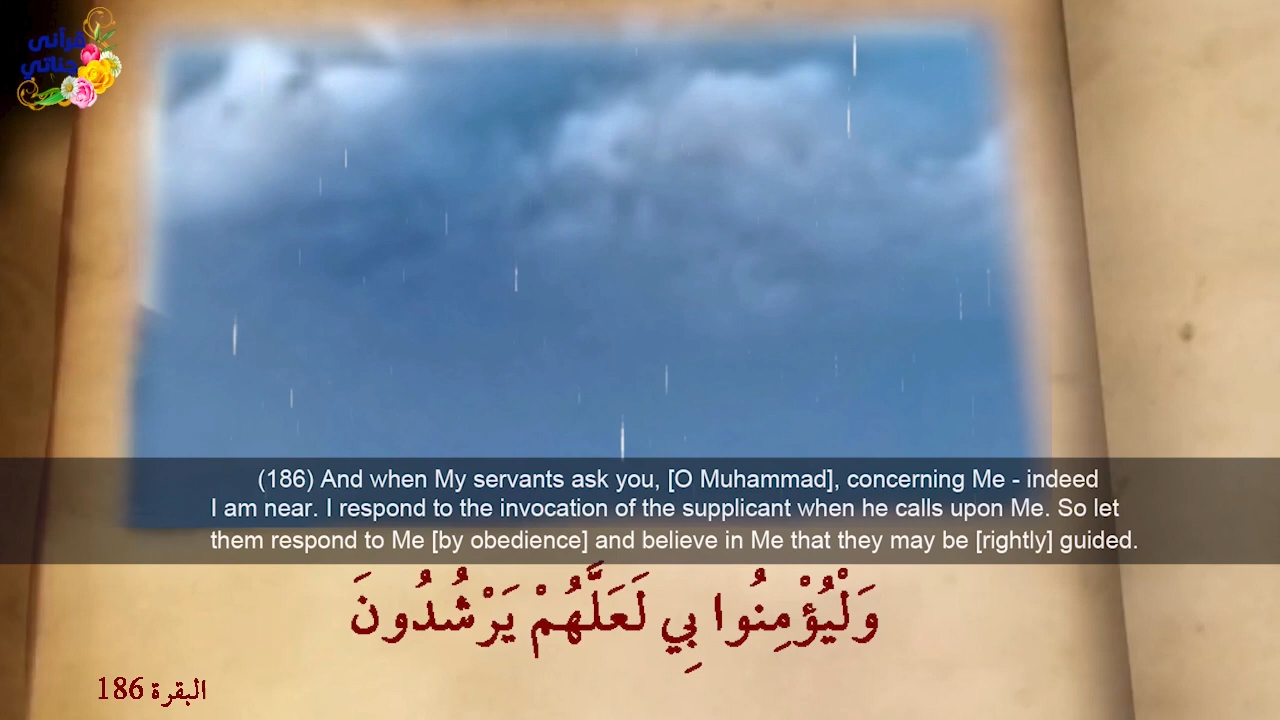 قرآنى
جناتي
(186) And when My servants ask you, [O Muhammad], concerning Me - indeed
I am near. I respond to the invocation of the supplicant when he calls upon Me. So let
them respond to Me [by obedience] and believe in Me that they may be [rightly] guided.
وَلْيُؤْمِنُوا بِي لَعَلَّهُمْ يَرْشُدُونَ
البقرة 186